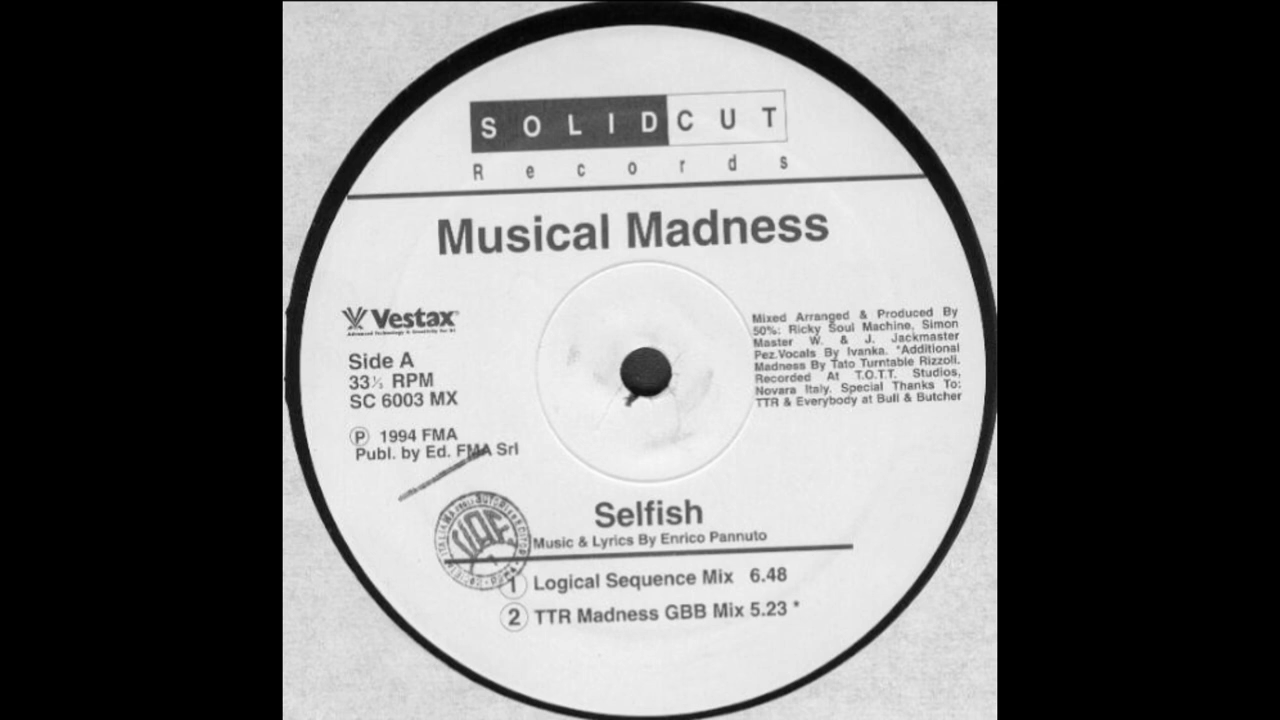 SOLIDCUT
Records
Musical Madness
Vestax
Side A
33⅓ RPM
SC 6003 MX
Ⓟ 1994 FMA
Publ. by Ed. FMA Srl
Mixed Arranged & Produced By
50%: Ricky Soul Machine, Simon
Master W. & J. Jackmaster
Pez.Vocals By Ivanka. *Additional
Madness By Tato Turntable Rizzoli.
Recorded At T.O.T.T. Studios,
Novara Italy. Special Thanks To:
TTR & Everybody at Bull & Butcher
Selfish
Music & Lyrics By Enrico Pannuto
1 Logical Sequence Mix 6.48
2 TTR Madness GBB Mix 5.23 *